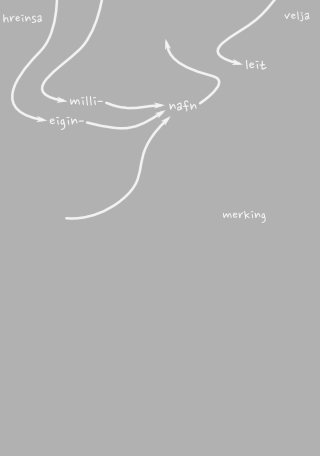 hreinsa
velja
leit
milli-
nafn
eigin-
merking